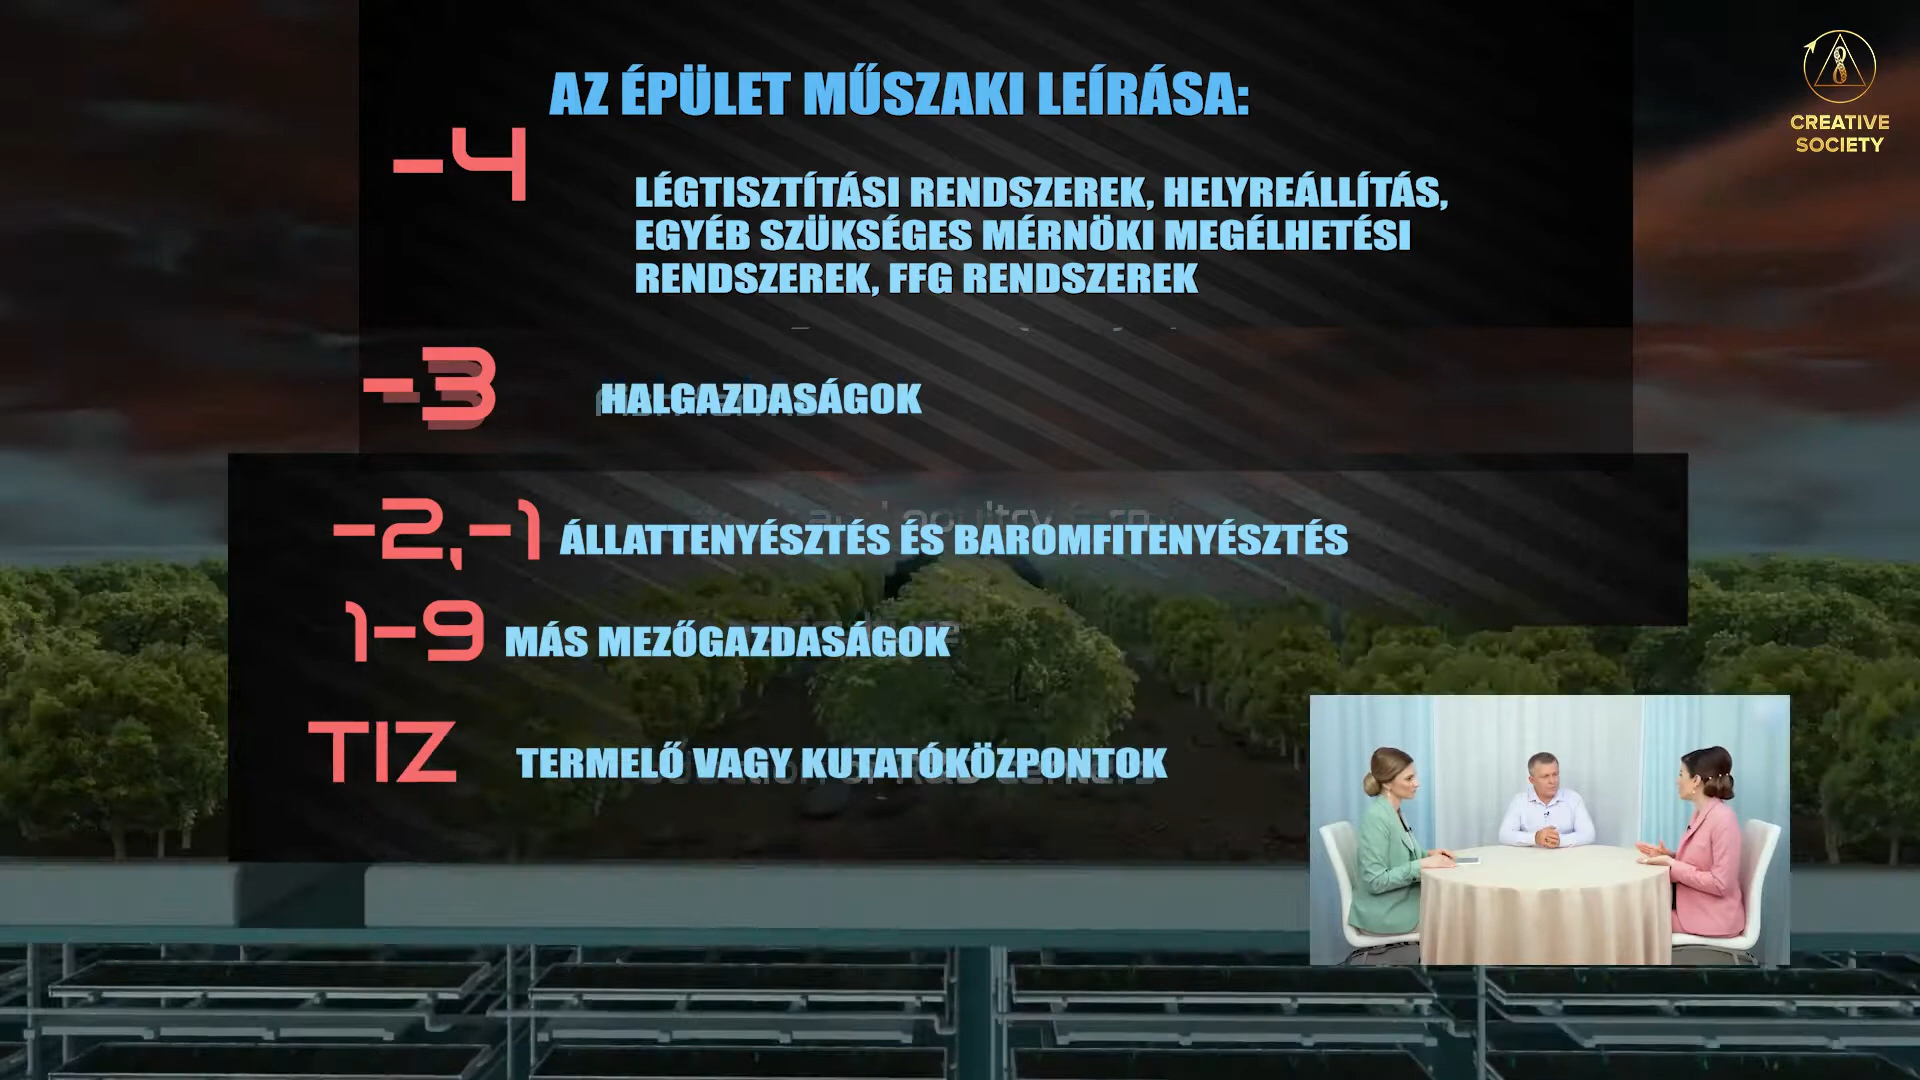 AZ ÉPÜLET MŰSZAKI LEÍRÁSA:
-4
LÉGTISZTÍTÁSI RENDSZEREK, HELYREÁLLÍTÁS,
EGYÉB SZÜKSÉGES MÉRNÖKI MEGÉLHETÉSI
RENDSZEREK, FFG RENDSZEREK
-3 HALGAZDASÁGOK
-2,-1 ÁLLATTENYÉSZTÉS ÉS BAROMFITENYÉSZTÉS
1-9 MÁS MEZŐGAZDASÁGOK
TIZ TERMELŐ VAGY KUTATÓKÖZPONTOK
CREATIVE
SOCIETY